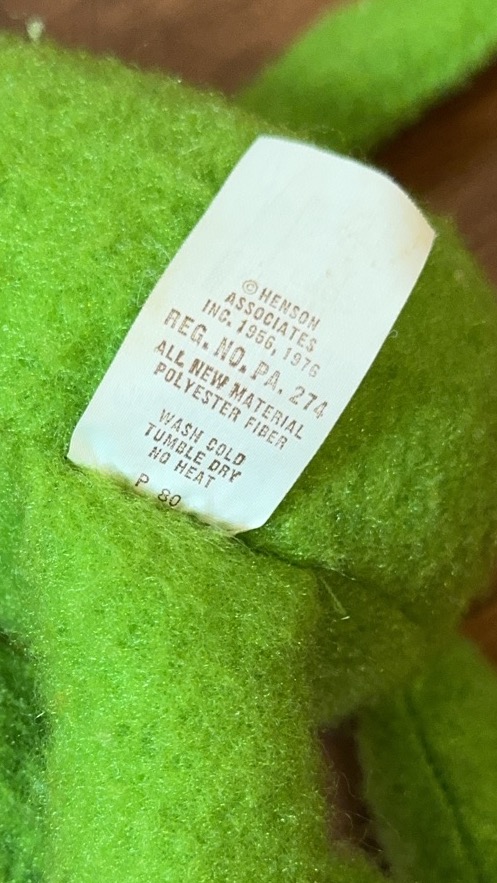 © HENSON
ASSOCIATES
INC. 1956, 1976
REG. NO. PA. 274
ALL NEW MATERIAL
POLYESTER FIBER
WASH COLD
TUMBLE DRY
NO HEAT
P 80